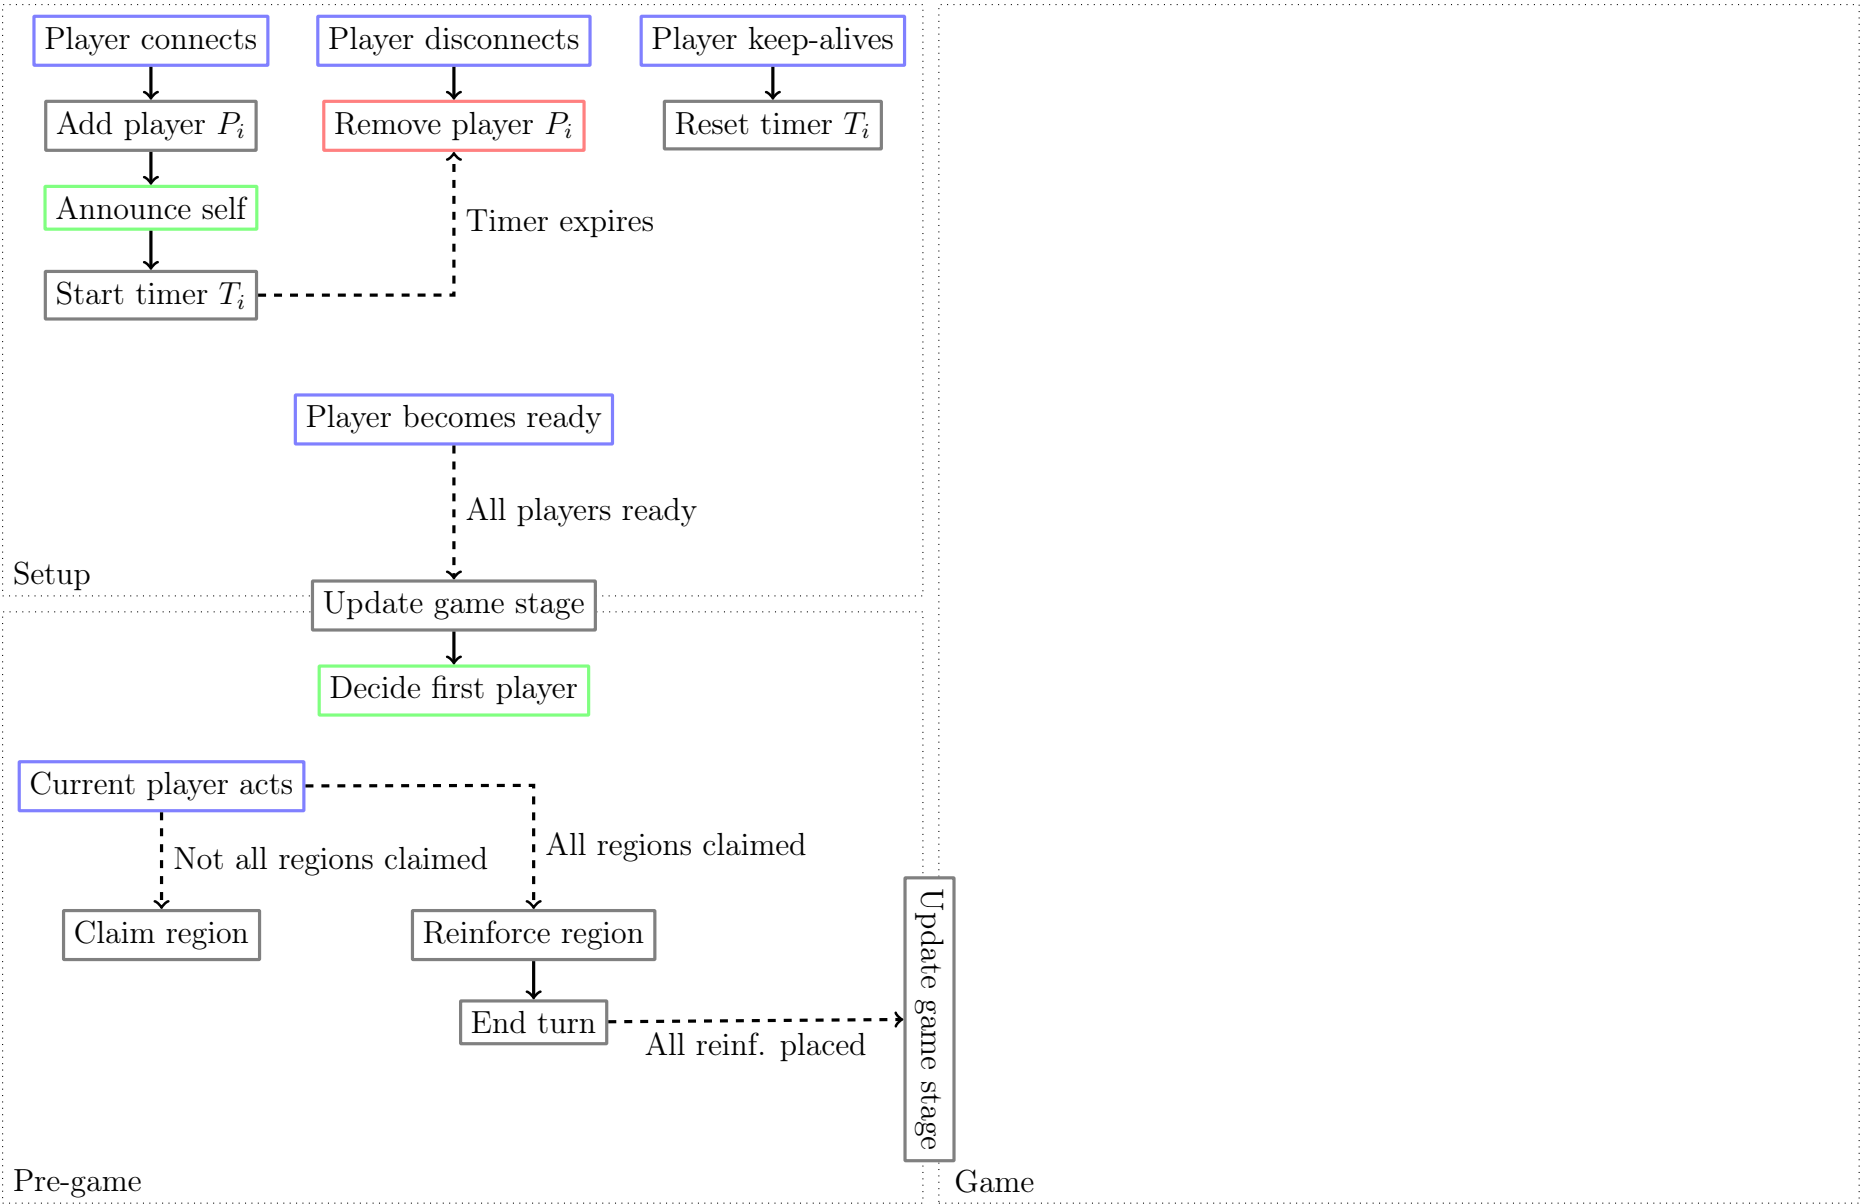 Player connects
Player disconnects
Player keep-alives
Add player P_i
Remove player P_i
Reset timer T_i
Announce self
Timer expires
Start timer T_i
Player becomes ready
All players ready
Setup
Update game stage
Decide first player
Current player acts
Not all regions claimed
All regions claimed
Claim region
Reinforce region
End turn
All reinf. placed
Update game stage
Pre-game
Game